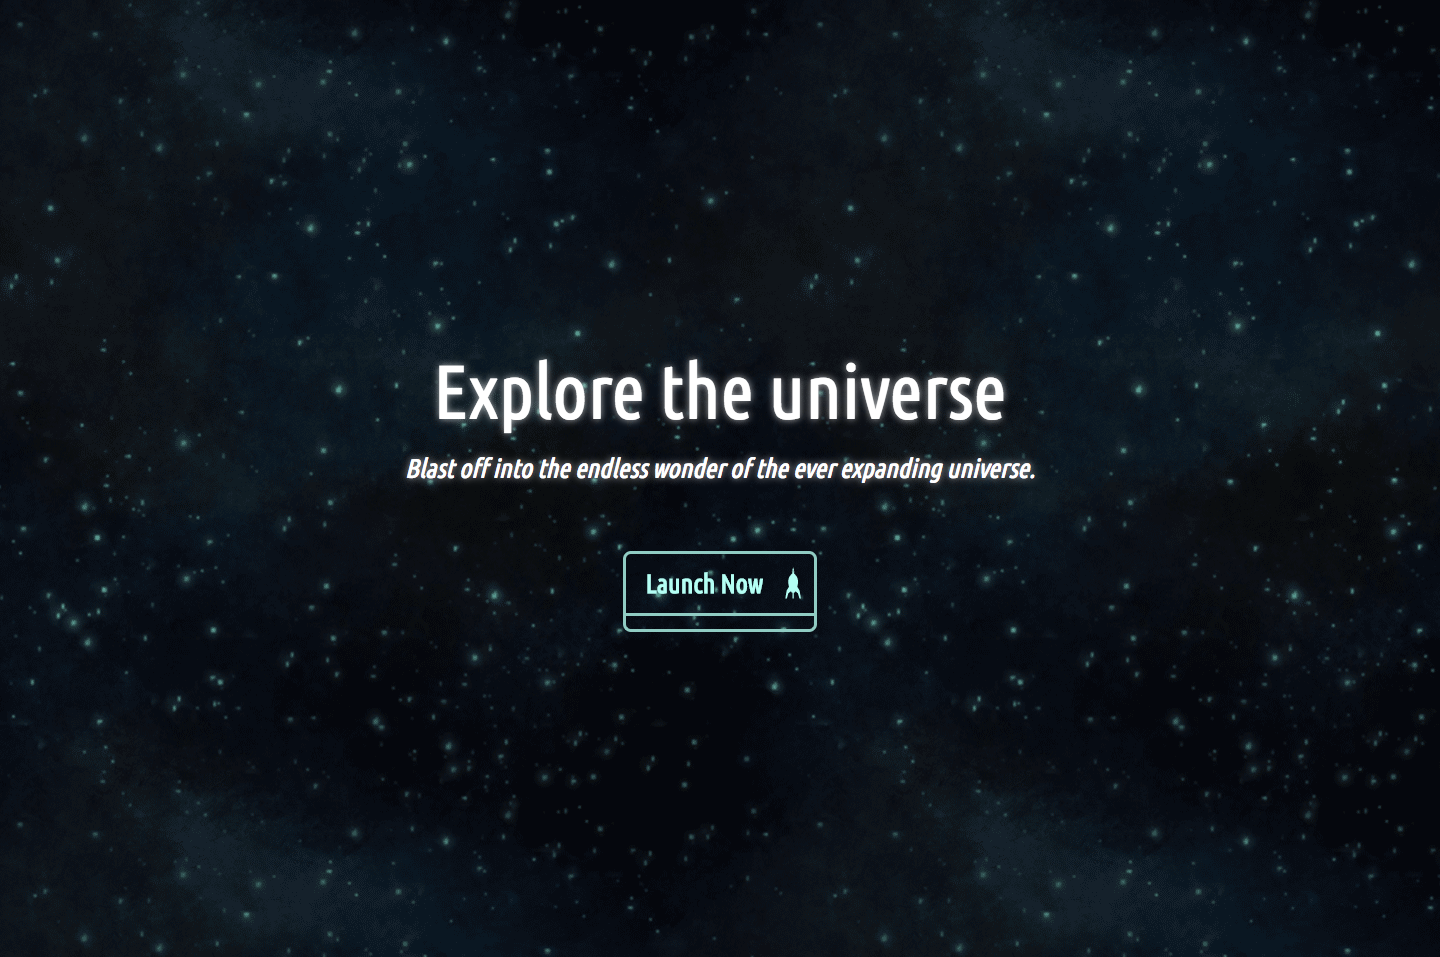 Explore the universe
Blast off into the endless wonder of the ever expanding universe.
Launch Now